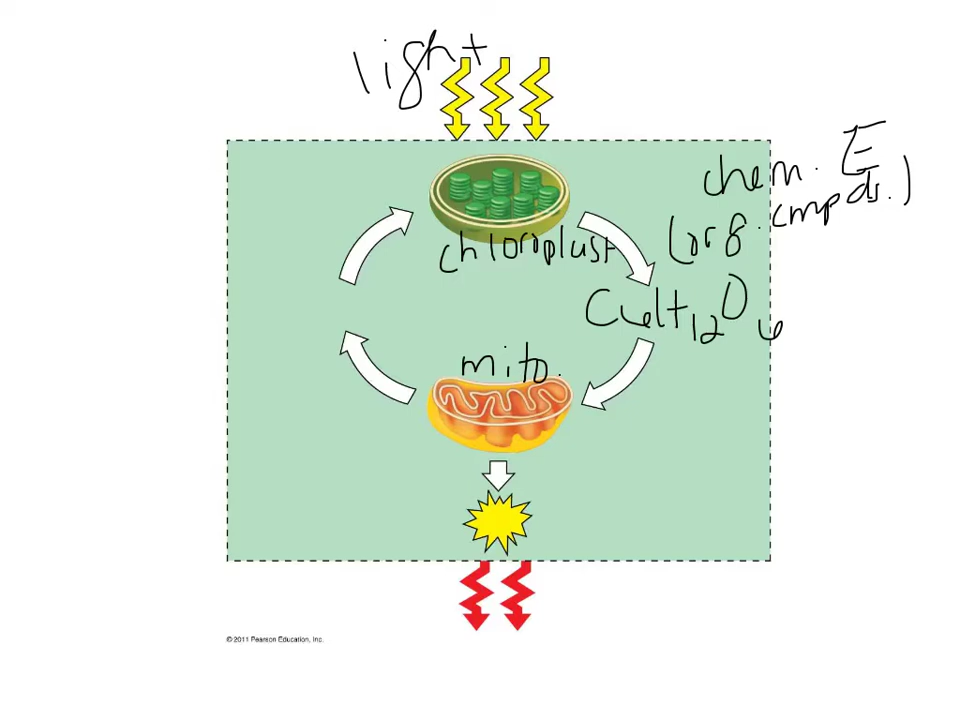 light
chem. E
(org. cmpds.)
chloroplast
C6H12O6
mito.
© 2011 Pearson Education, Inc.